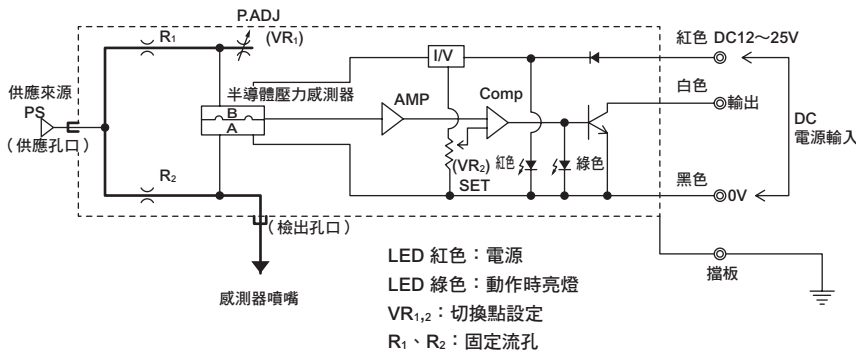 P.ADJ
R₁
(VR₁)
紅色 DC12～25V
I/V
供應來源
PS
(供應孔口)
半導體壓力感測器
B
A
AMP
Comp
白色
輸出
DC
電源輸入
R₂
(VR₂)
SET
紅色
綠色
黑色
0V
(檢出孔口)
感測器噴嘴
擋板
LED 紅色：電源
LED 綠色：動作時亮燈
VR₁,₂：切換點設定
R₁、R₂：固定流孔